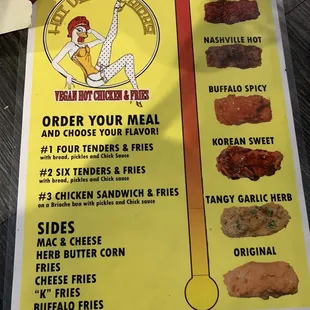 VEGAN HOT CHICKEN & FRIES
ORDER YOUR MEAL
AND CHOOSE YOUR FLAVOR!
#1 FOUR TENDERS & FRIES
with bread, pickles and Chick sauce
#2 SIX TENDERS & FRIES
with bread, pickles and Chick sauce
#3 CHICKEN SANDWICH & FRIES
on a Brioche bun with pickles and Chick sauce
SIDES
MAC & CHEESE
HERB BUTTER CORN
FRIES
CHEESE FRIES
"K" FRIES
BUFFALO FRIES
NASHVILLE HOT
BUFFALO SPICY
KOREAN SWEET
TANGY GARLIC HERB
ORIGINAL